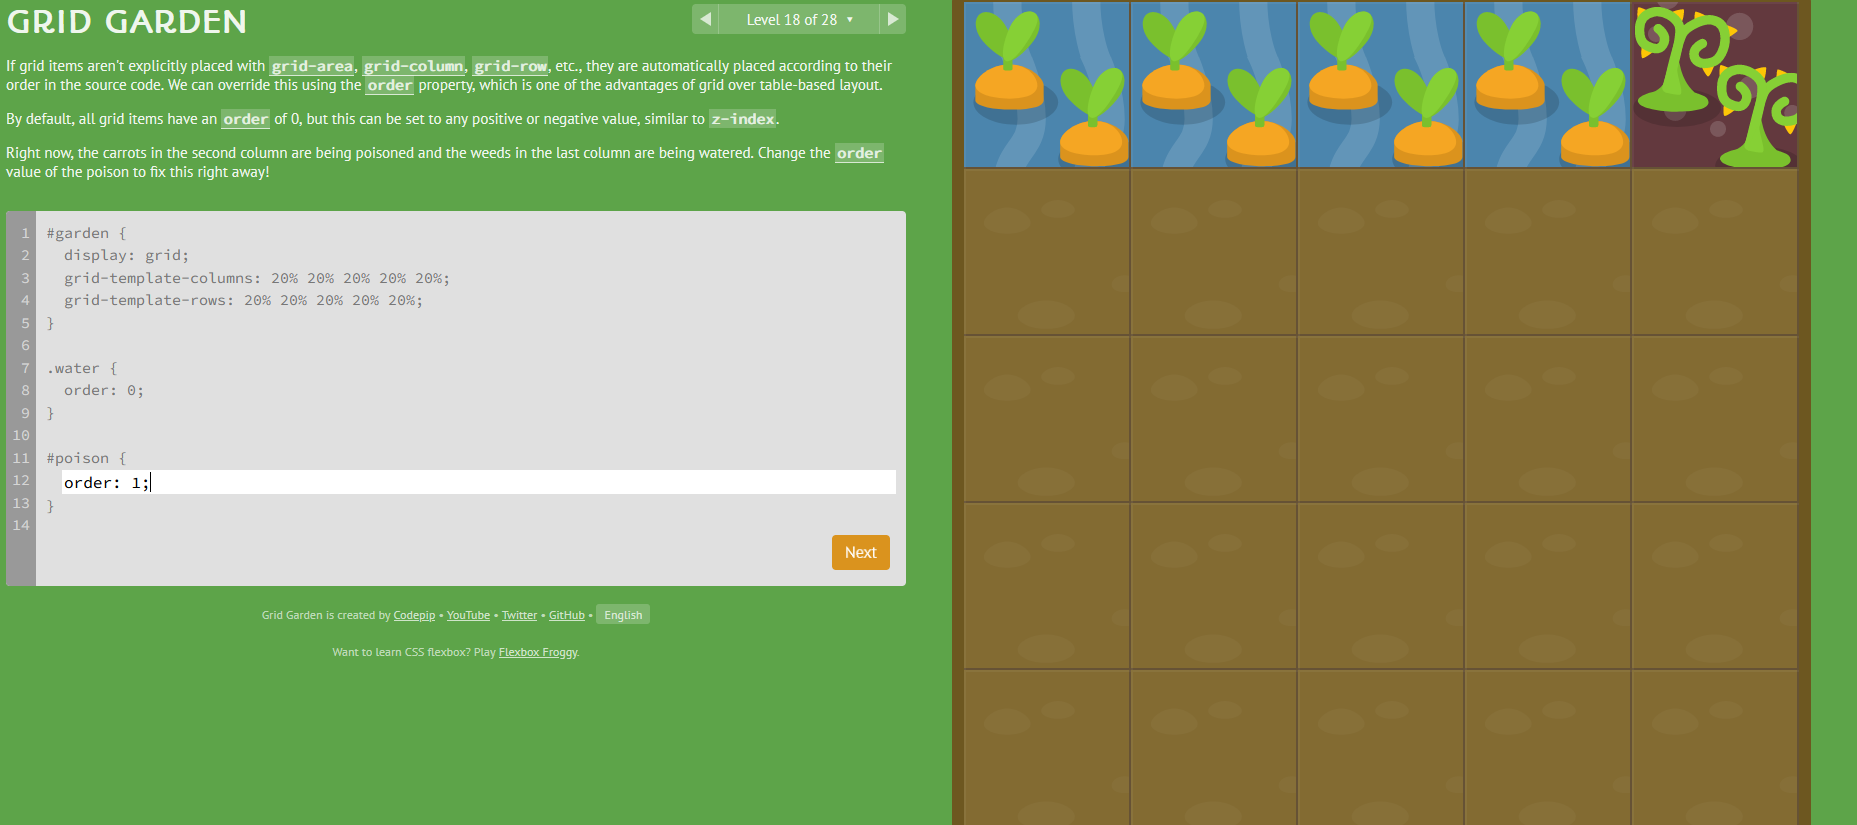 GRID GARDEN
Level 18 of 28
If grid items aren't explicitly placed with grid-area, grid-column, grid-row, etc., they are automatically placed according to their
order in the source code. We can override this using the order property, which is one of the advantages of grid over table-based layout.
By default, all grid items have an order of 0, but this can be set to any positive or negative value, similar to z-index.
Right now, the carrots in the second column are being poisoned and the weeds in the last column are being watered. Change the order
value of the poison to fix this right away!
1 #garden {
2 display: grid;
3 grid-template-columns: 20% 20% 20% 20% 20%;
4 grid-template-rows: 20% 20% 20% 20% 20%;
5 }
6
7 .water {
8 order: 0;
9 }
10
11 #poison {
12 order: 1;
13 }
14
Next
Grid Garden is created by Codepip • YouTube • Twitter • GitHub • English
Want to learn CSS flexbox? Play Flexbox Froggy.